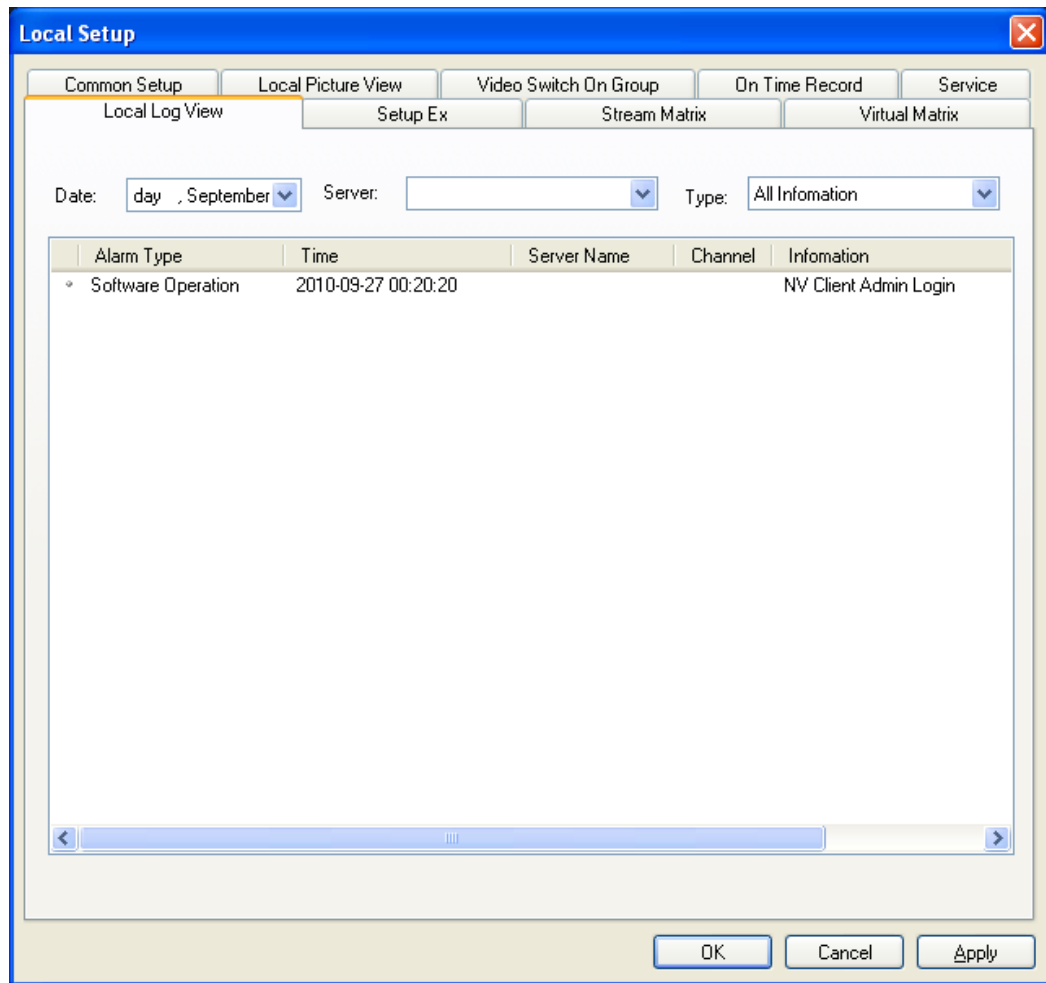 Local Setup
Common Setup Local Picture View Video Switch On Group On Time Record Service
Local Log View Setup Ex Stream Matrix Virtual Matrix
Date: day , September Server: Type: All Infomation
Alarm Type Time Server Name Channel Infomation
Software Operation 2010-09-27 00:20:20 NV Client Admin Login
OK Cancel Apply